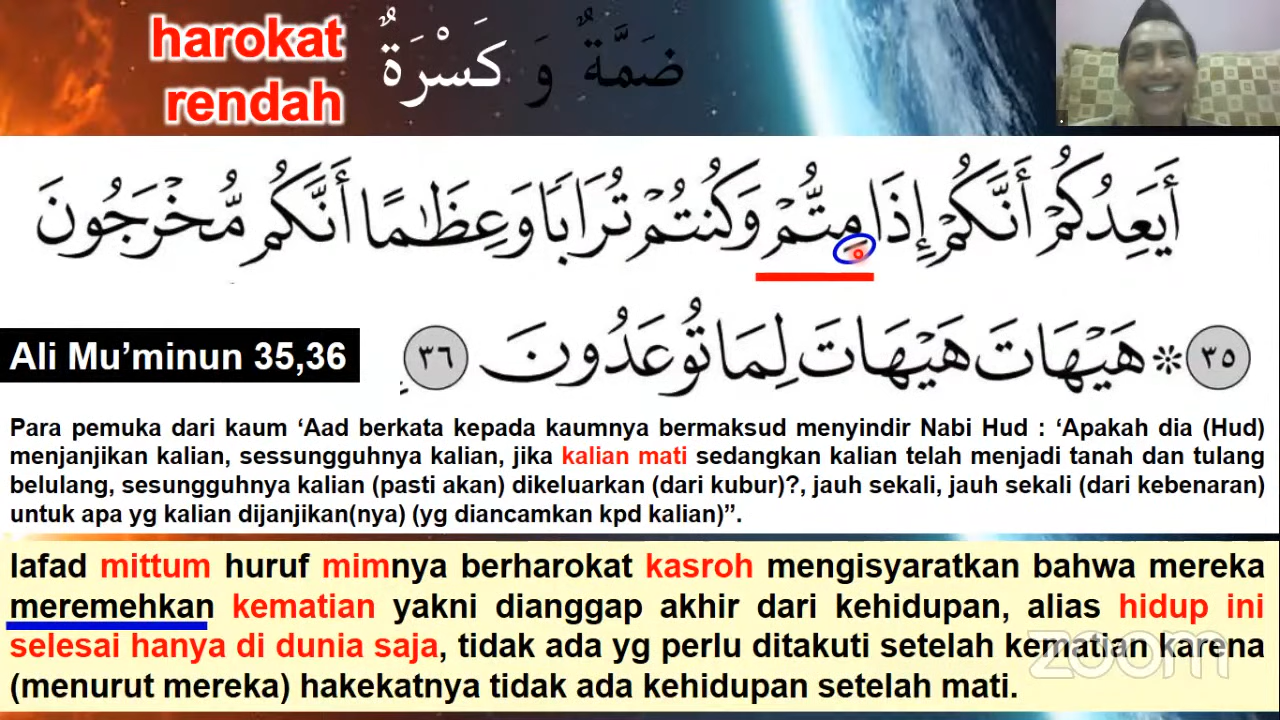 harokat
rendah
ضَمَّةٌ وَ كَسْرَةٌ
أَيَعِدُكُمْ أَنَّكُمْ إِذَا مِتُّمْ وَكُنتُمْ تُرَابًا وَعِظَٰمًا أَنَّكُم مُّخْرَجُونَ
٣٥ * هَيْهَاتَ هَيْهَاتَ لِمَا تُوعَدُونَ ٣٦
Ali Mu’minun 35,36
Para pemuka dari kaum ‘Aad berkata kepada kaumnya bermaksud menyindir Nabi Hud : ‘Apakah dia (Hud)
menjanjikan kalian, sessungguhnya kalian, jika kalian mati sedangkan kalian telah menjadi tanah dan tulang
belulang, sesungguhnya kalian (pasti akan) dikeluarkan (dari kubur)?, jauh sekali, jauh sekali (dari kebenaran)
untuk apa yg kalian dijanjikan(nya) (yg diancamkan kpd kalian)”.
lafad mittum huruf mimnya berharokat kasroh mengisyaratkan bahwa mereka
meremehkan kematian yakni dianggap akhir dari kehidupan, alias hidup ini
selesai hanya di dunia saja, tidak ada yg perlu ditakuti setelah kematian karena
(menurut mereka) hakekatnya tidak ada kehidupan setelah mati.
zoom